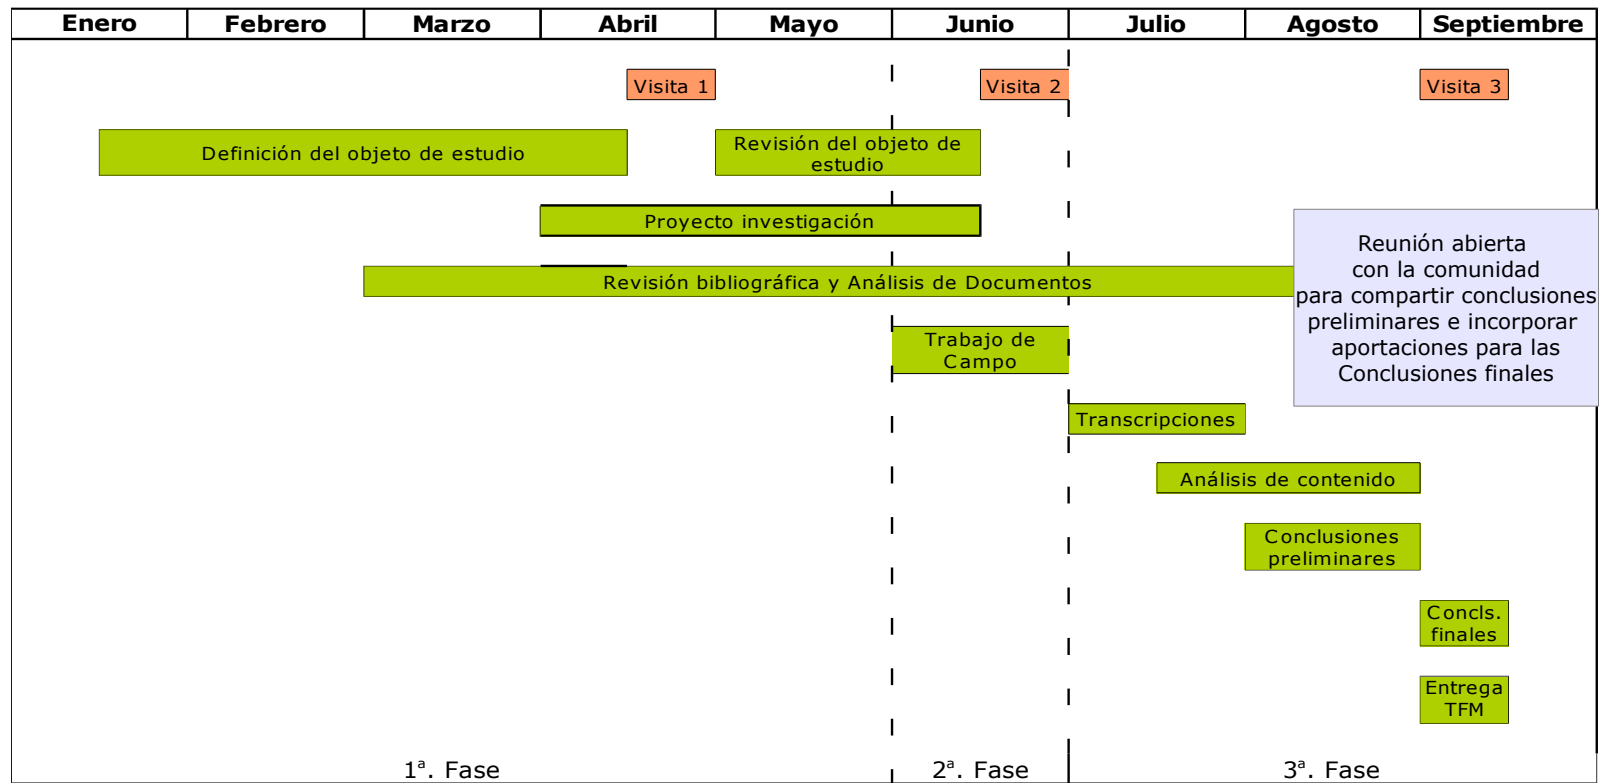 Enero Febrero Marzo Abril Mayo Junio Julio Agosto Septiembre
Visita 1 Visita 2 Visita 3
Definición del objeto de estudio
Revisión del objeto de
estudio
Proyecto investigación
Revisión bibliográfica y Análisis de Documentos
Reunión abierta
con la comunidad
para compartir conclusiones
preliminares e incorporar
aportaciones para las
Conclusiones finales
Trabajo de
Campo
Transcripciones
Análisis de contenido
Conclusiones
preliminares
Concls.
finales
Entrega
TFM
1ª. Fase 2ª. Fase 3ª. Fase